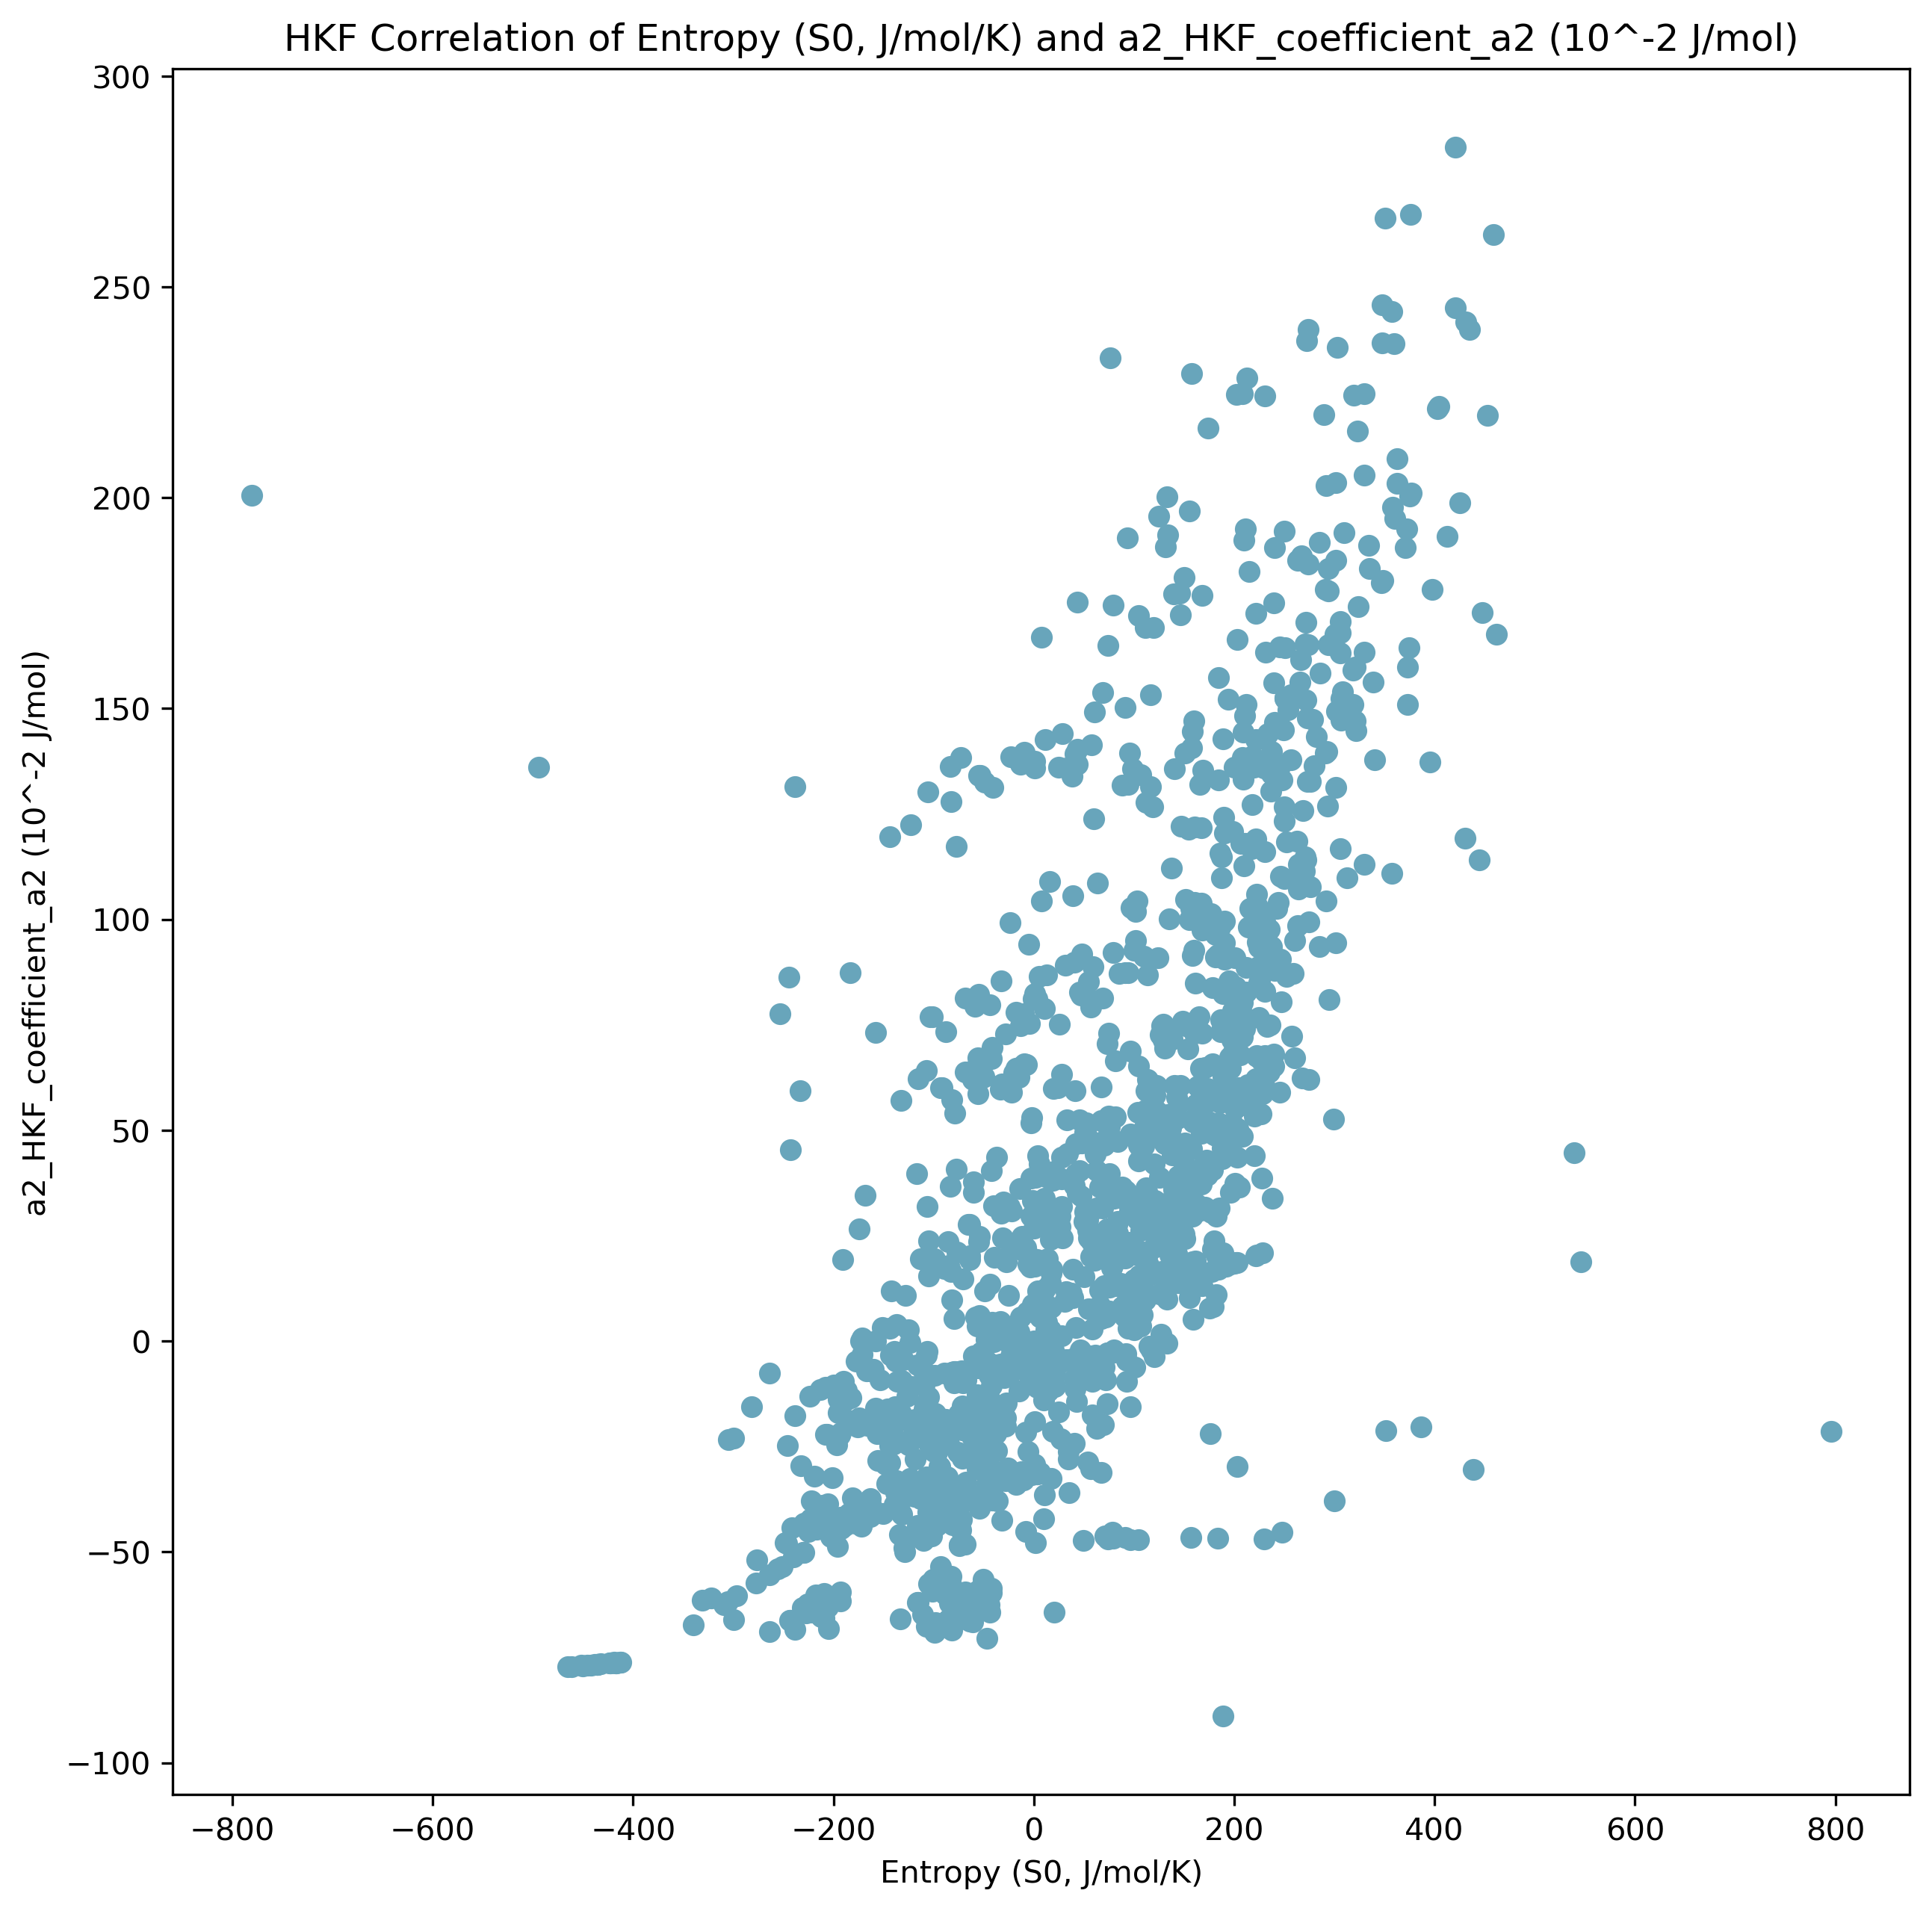 HKF Correlation of Entropy (S0, J/mol/K) and a2_HKF_coefficient_a2 (10^-2 J/mol)
a2_HKF_coefficient_a2 (10^-2 J/mol)
300
250
200
150
100
50
0
−50
−100
−800 −600 −400 −200 0 200 400 600 800
Entropy (S0, J/mol/K)